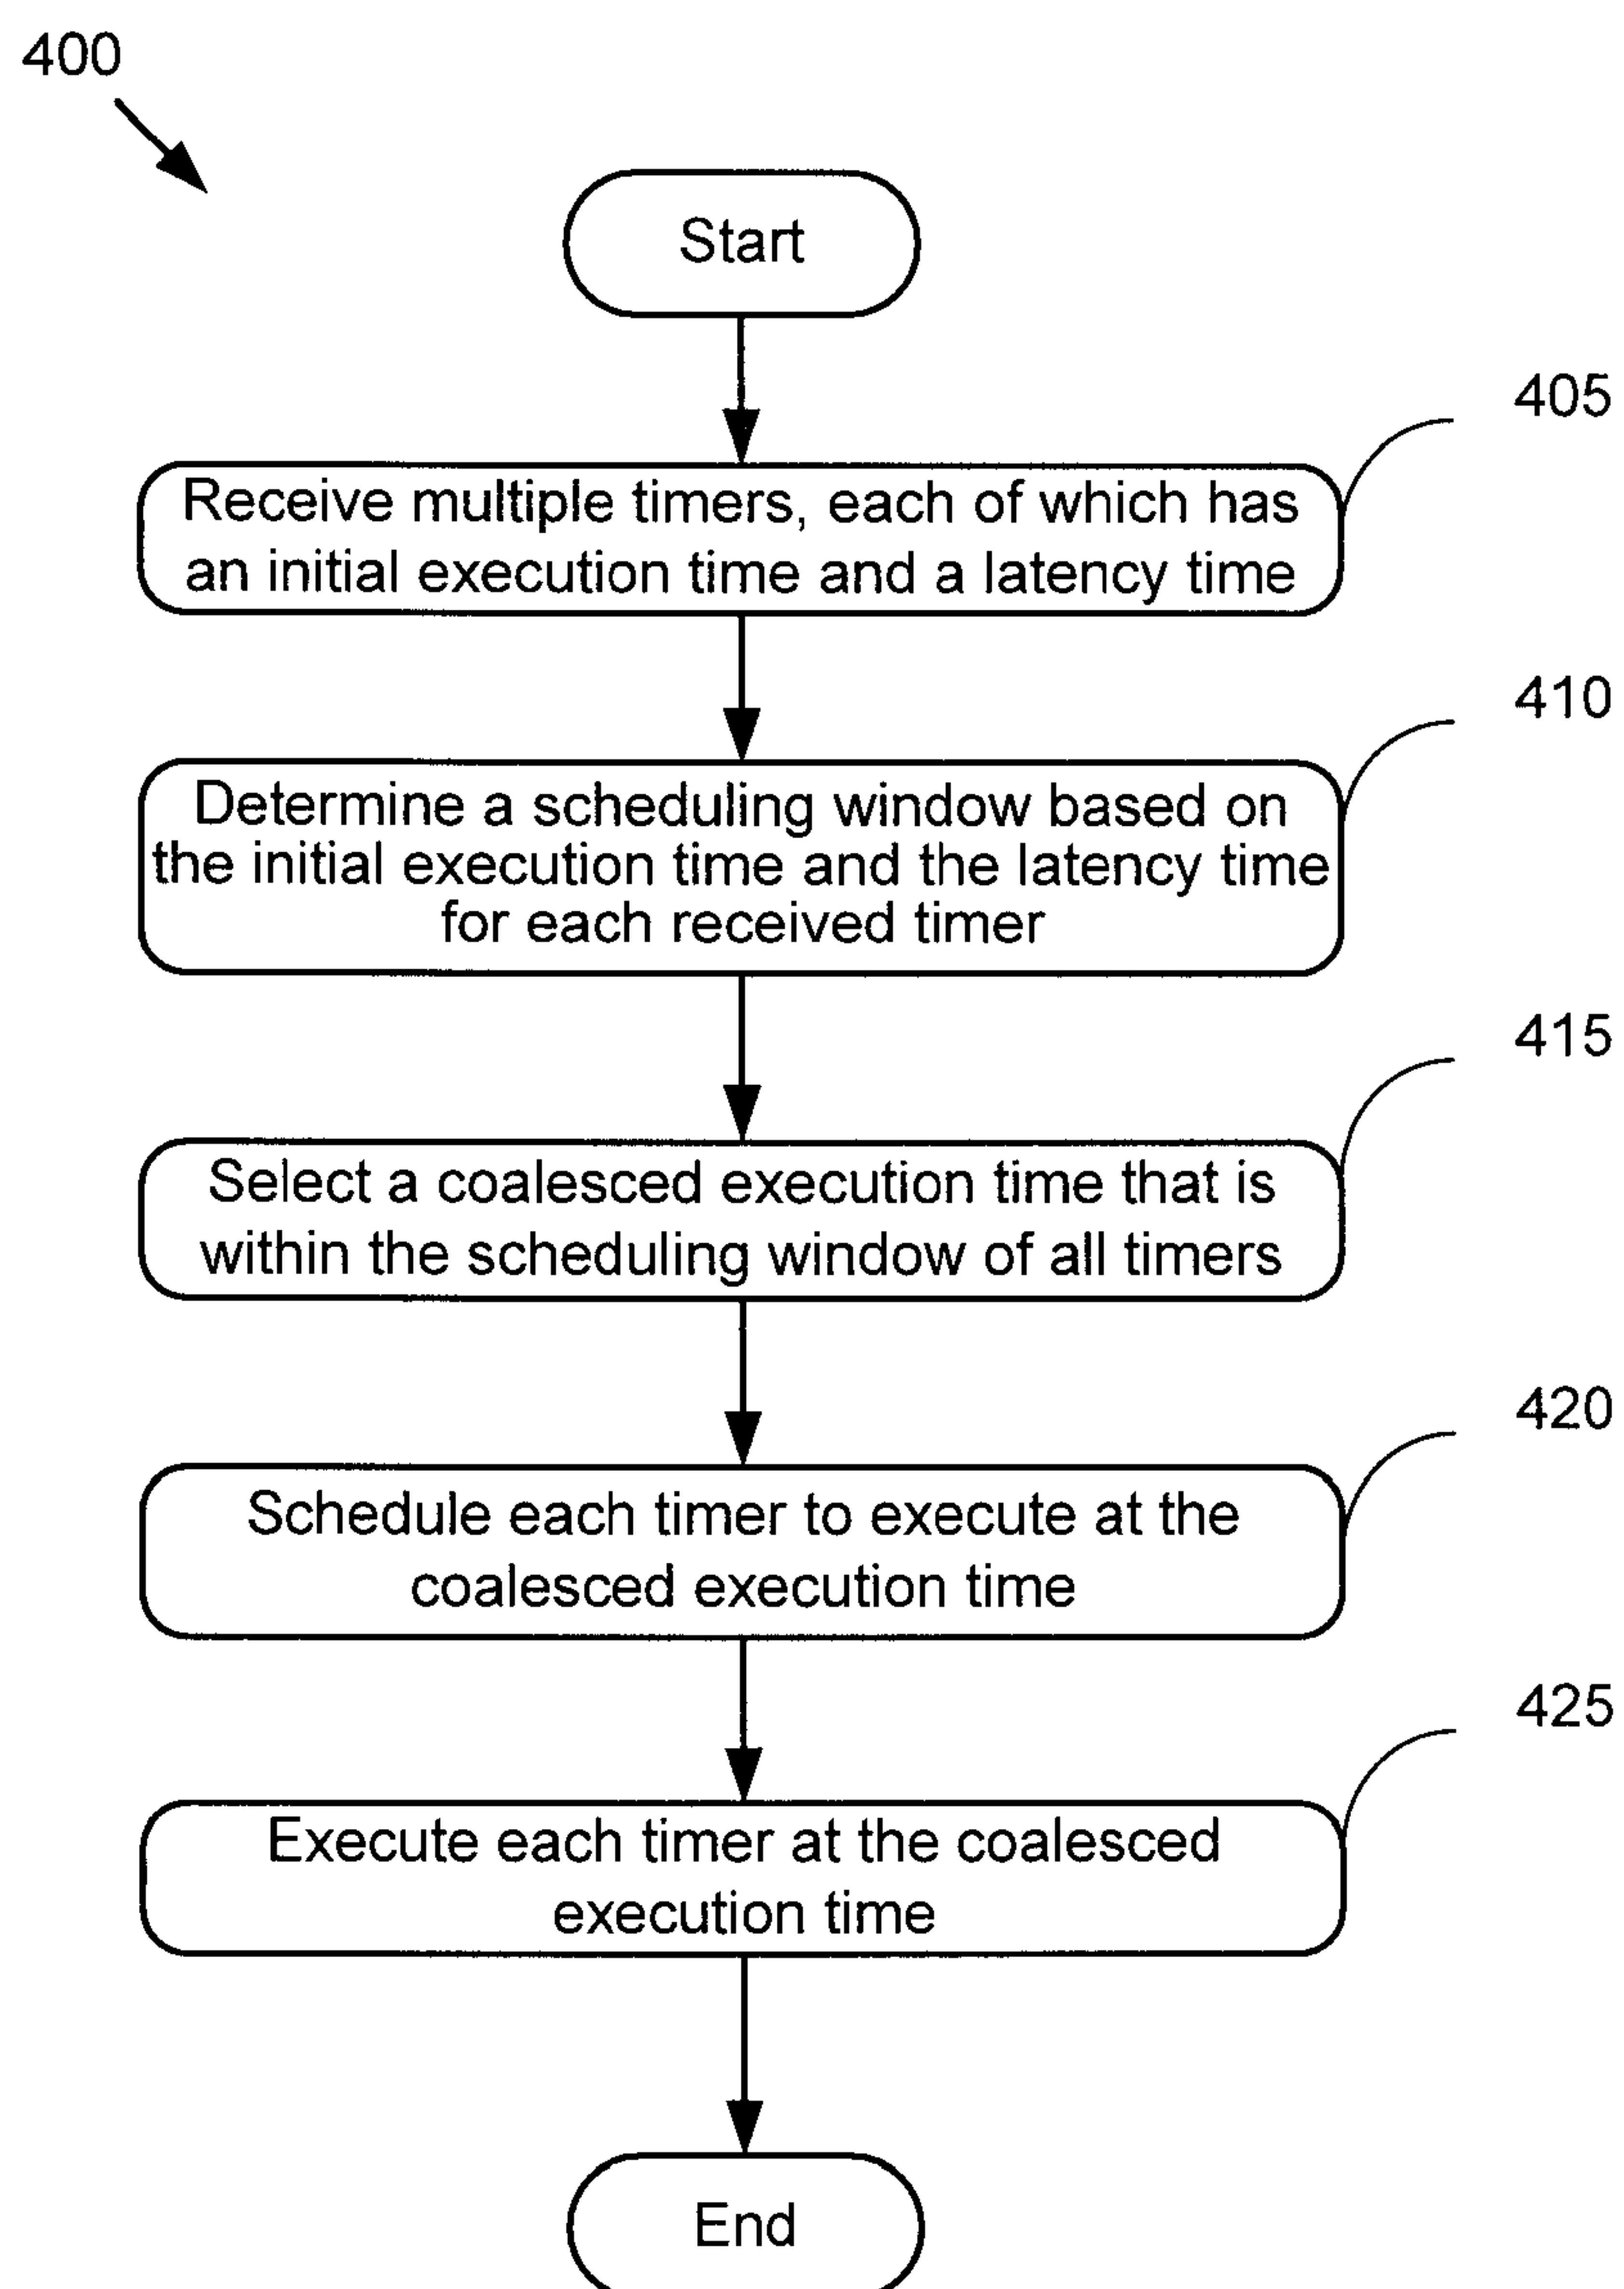 400
Start
405
Receive multiple timers, each of which has
an initial execution time and a latency time
410
Determine a scheduling window based on
the initial execution time and the latency time
for each received timer
415
Select a coalesced execution time that is
within the scheduling window of all timers
420
Schedule each timer to execute at the
coalesced execution time
425
Execute each timer at the coalesced
execution time
End